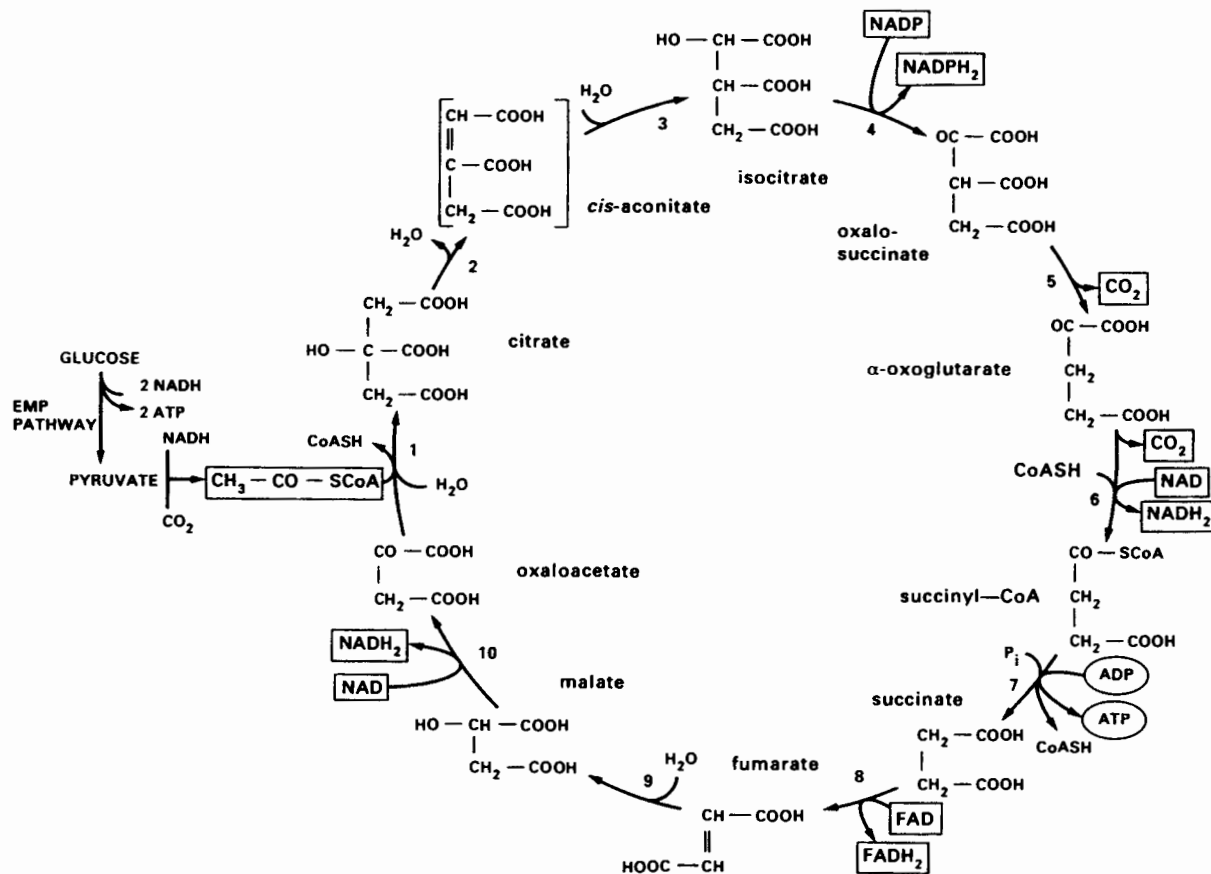 GLUCOSE
2 NADH
2 ATP
EMP
PATHWAY
NADH
PYRUVATE
CO₂
CH₃ — CO — SCoA
CoASH
1
H₂O
CH₂ — COOH
HO — C — COOH
CH₂ — COOH
citrate
H₂O
2
CH — COOH
C — COOH
CH₂ — COOH
cis-aconitate
H₂O
3
HO — CH — COOH
CH — COOH
CH₂ — COOH
isocitrate
NADP
NADPH₂
4
OC — COOH
CH — COOH
CH₂ — COOH
oxalo-
succinate
5
CO₂
OC — COOH
CH₂
CH₂ — COOH
α-oxoglutarate
CO₂
CoASH
NAD
6
NADH₂
CO — SCoA
CH₂
CH₂ — COOH
succinyl—CoA
Pᵢ
ADP
7
ATP
CoASH
succinate
CH₂ — COOH
CH₂ — COOH
8
FAD
FADH₂
fumarate
CH — COOH
HOOC — CH
H₂O
9
malate
HO — CH — COOH
CH₂ — COOH
10
NADH₂
NAD
oxaloacetate
CO — COOH
CH₂ — COOH